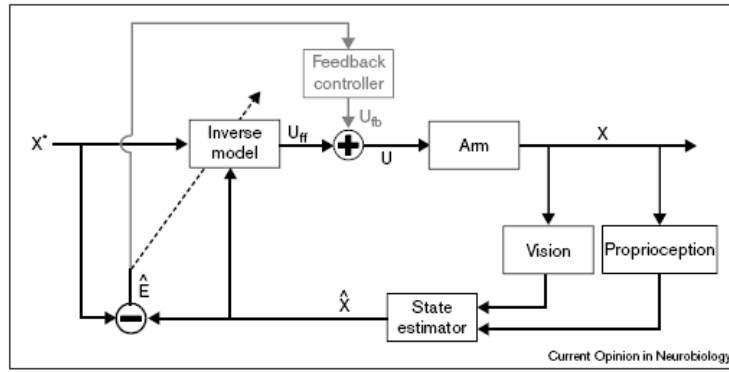 Feedback
controller
X*
Inverse
model
U_ff
U_fb
+
U
Arm
X
Vision
Proprioception
Ê
−
X̂
State
estimator
Current Opinion in Neurobiology